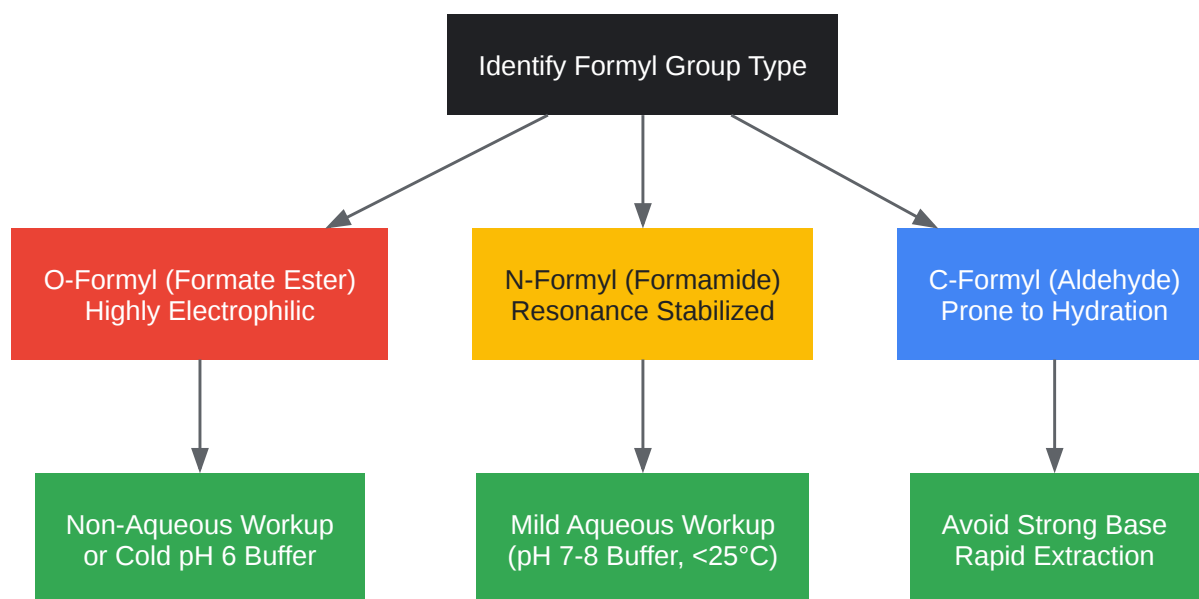 Identify Formyl Group Type
O-Formyl (Formate Ester)
Highly Electrophilic
N-Formyl (Formamide)
Resonance Stabilized
C-Formyl (Aldehyde)
Prone to Hydration
Non-Aqueous Workup
or Cold pH 6 Buffer
Mild Aqueous Workup
(pH 7-8 Buffer, <25°C)
Avoid Strong Base
Rapid Extraction